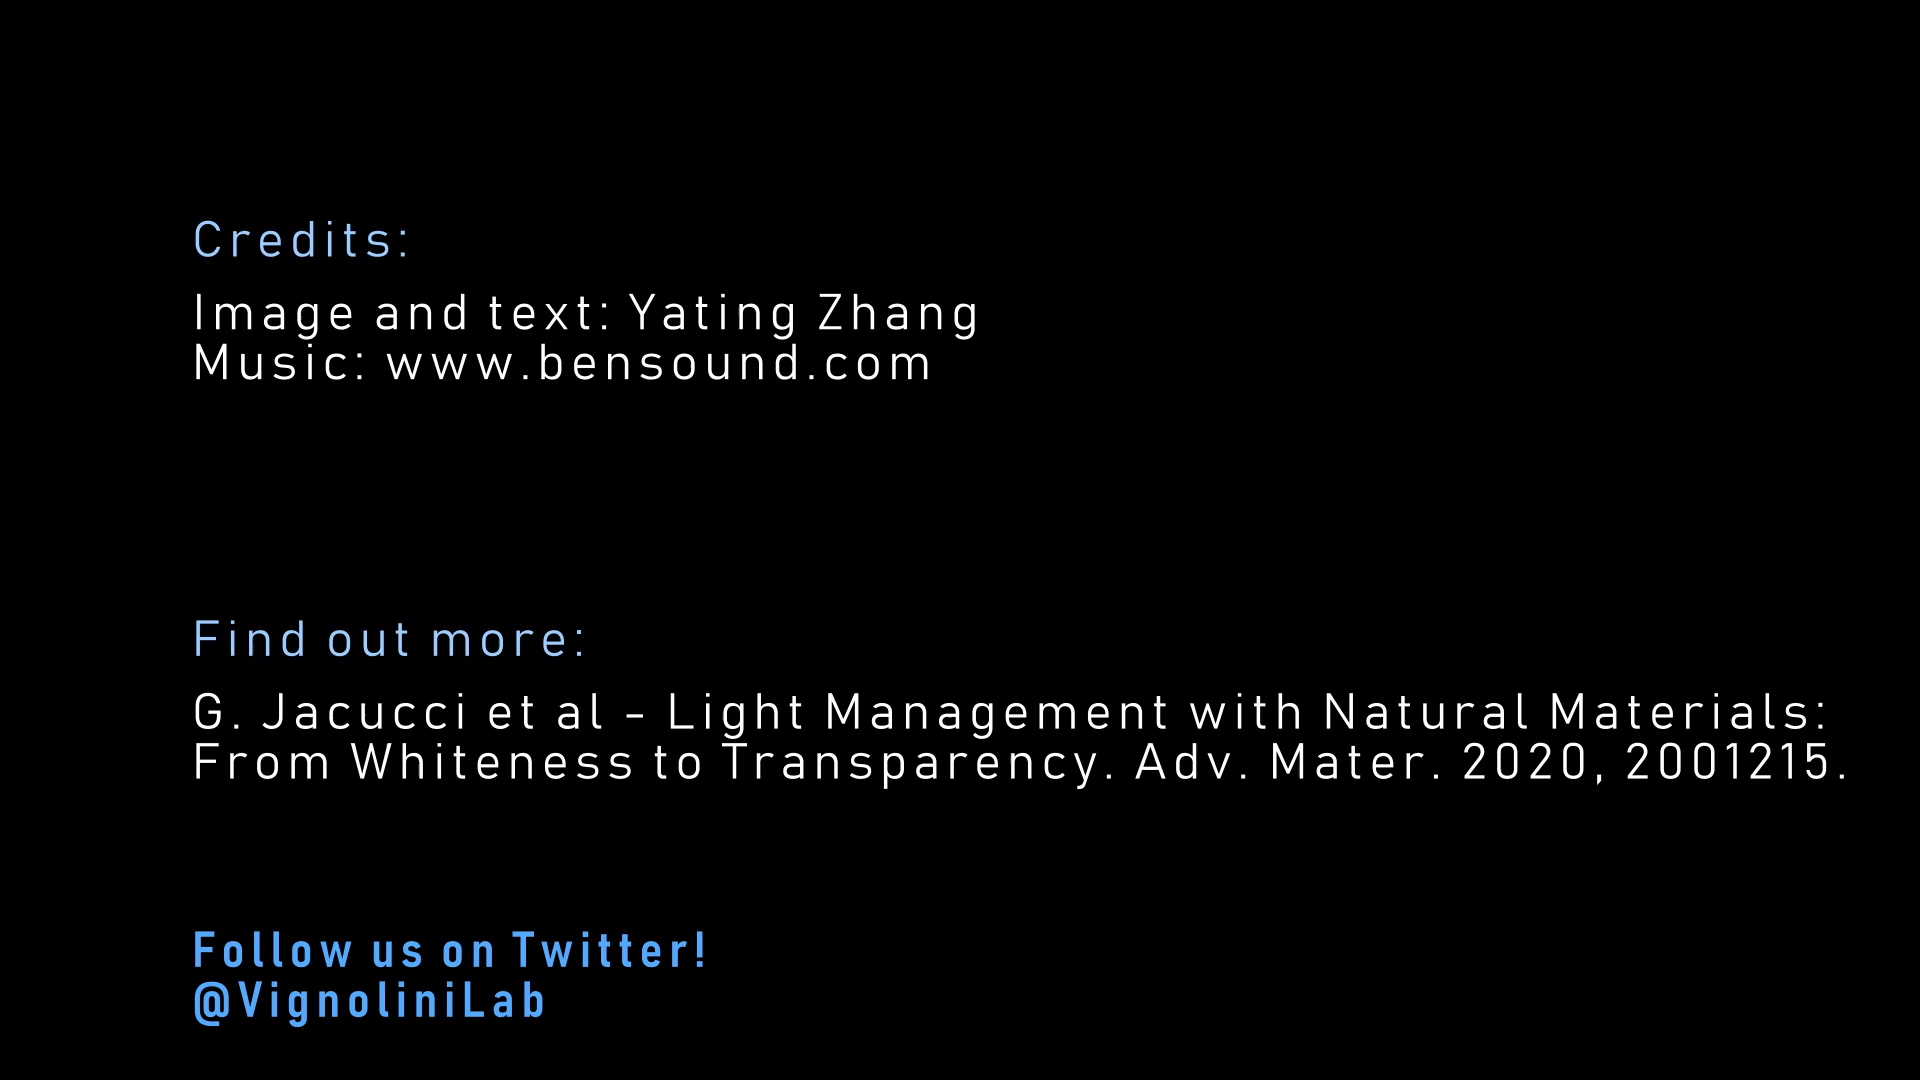 Credits:
Image and text: Yating Zhang
Music: www.bensound.com
Find out more:
G. Jacucci et al - Light Management with Natural Materials:
From Whiteness to Transparency. Adv. Mater. 2020, 2001215.
Follow us on Twitter!
@VignoliniLab